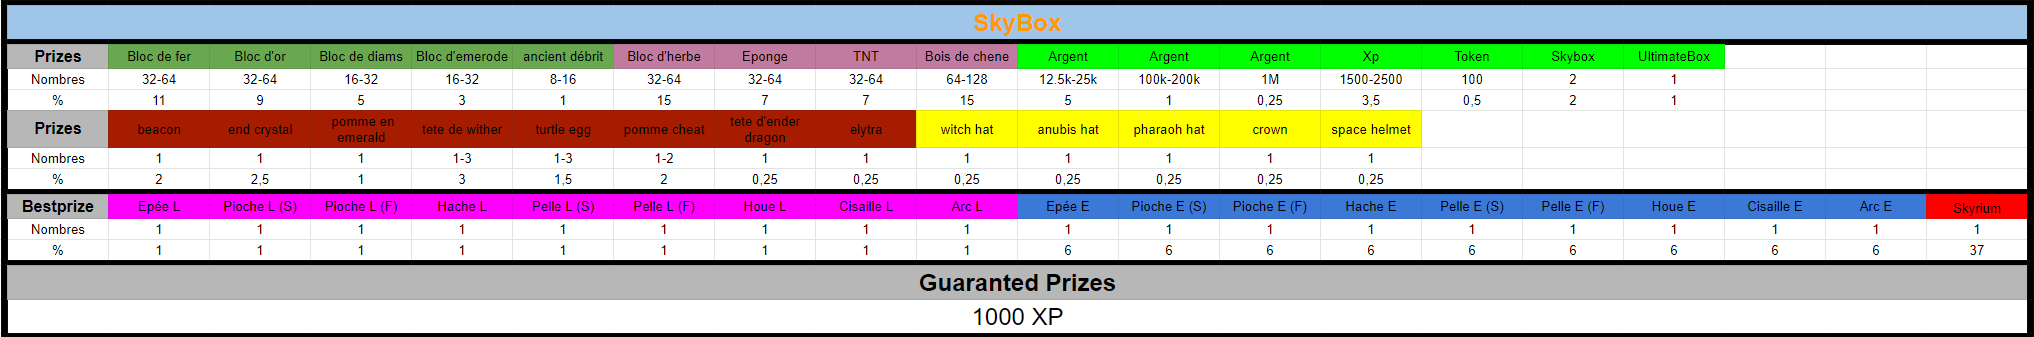 SkyBox
Prizes Bloc de fer Bloc d'or Bloc de diams Bloc d'emerode ancient débrit Bloc d'herbe Eponge TNT Bois de chene Argent Argent Argent Xp Token Skybox UltimateBox
Nombres 32-64 32-64 16-32 16-32 8-16 32-64 32-64 32-64 64-128 12.5k-25k 100k-200k 1M 1500-2500 100 2 1
% 11 9 5 3 1 15 7 7 15 5 1 0,25 3,5 0,5 2 1
Prizes beacon end crystal pomme en emerald tete de wither turtle egg pomme cheat tete d'ender dragon elytra witch hat anubis hat pharaoh hat crown space helmet
Nombres 1 1 1 1-3 1-3 1-2 1 1 1 1 1 1 1
% 2 2,5 1 3 1,5 2 0,25 0,25 0,25 0,25 0,25 0,25 0,25
Bestprize Epée L Pioche L (S) Pioche L (F) Hache L Pelle L (S) Pelle L (F) Houe L Cisaille L Arc L Epée E Pioche E (S) Pioche E (F) Hache E Pelle E (S) Pelle E (F) Houe E Cisaille E Arc E Skyrium
Nombres 1 1 1 1 1 1 1 1 1 1 1 1 1 1 1 1 1 1 1
% 1 1 1 1 1 1 1 1 1 6 6 6 6 6 6 6 6 6 37
Guaranted Prizes
1000 XP